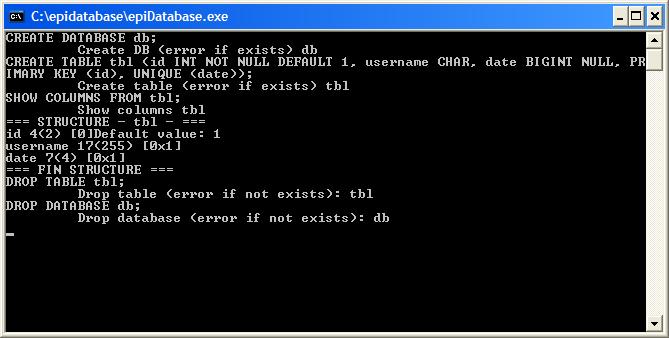 C:\epidatabase\epiDatabase.exe
CREATE DATABASE db;
Create DB (error if exists) db
CREATE TABLE tbl (id INT NOT NULL DEFAULT 1, username CHAR, date BIGINT NULL, PR
IMARY KEY (id), UNIQUE (date));
Create table (error if exists) tbl
SHOW COLUMNS FROM tbl;
Show columns tbl
=== STRUCTURE - tbl - ===
id 4(2) [0]Default value: 1
username 17(255) [0x1]
date 7(4) [0x1]
=== FIN STRUCTURE ===
DROP TABLE tbl;
Drop table (error if not exists): tbl
DROP DATABASE db;
Drop database (error if not exists): db